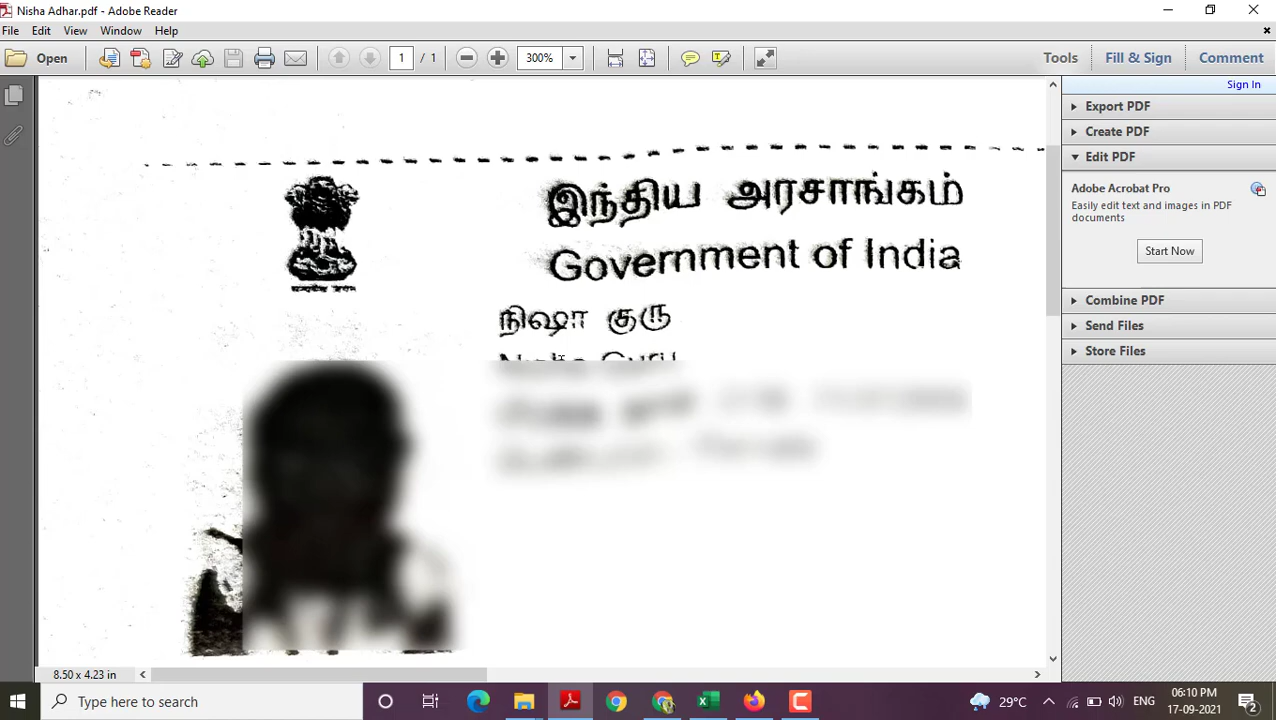 Nisha Adhar.pdf - Adobe Reader
File Edit View Window Help
Open 1 / 1 300% Tools Fill & Sign Comment
Sign In
Export PDF
Create PDF
Edit PDF
Adobe Acrobat Pro
Easily edit text and images in PDF
documents
Start Now
Combine PDF
Send Files
Store Files
இந்திய அரசாங்கம்
Government of India
நிஷா குரு
8.50 x 4.23 in
Type here to search
29°C ENG 06:10 PM
17-09-2021 2